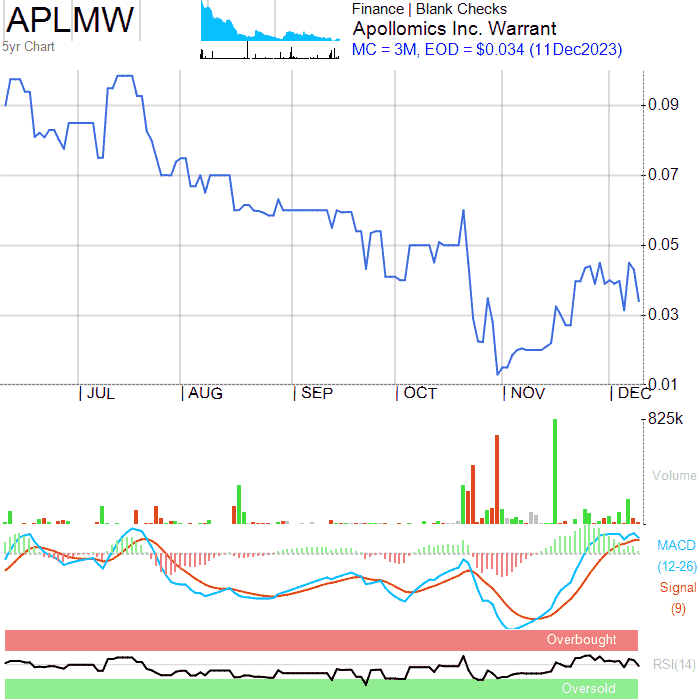 APLMW
5yr Chart
Finance | Blank Checks
Apollomics Inc. Warrant
MC = 3M, EOD = $0.034 (11Dec2023)
0.09
0.07
0.05
0.03
0.01
JUL
AUG
SEP
OCT
NOV
DEC
825k
Volume
MACD
(12-26)
Signal
(9)
Overbought
RSI(14)
Oversold